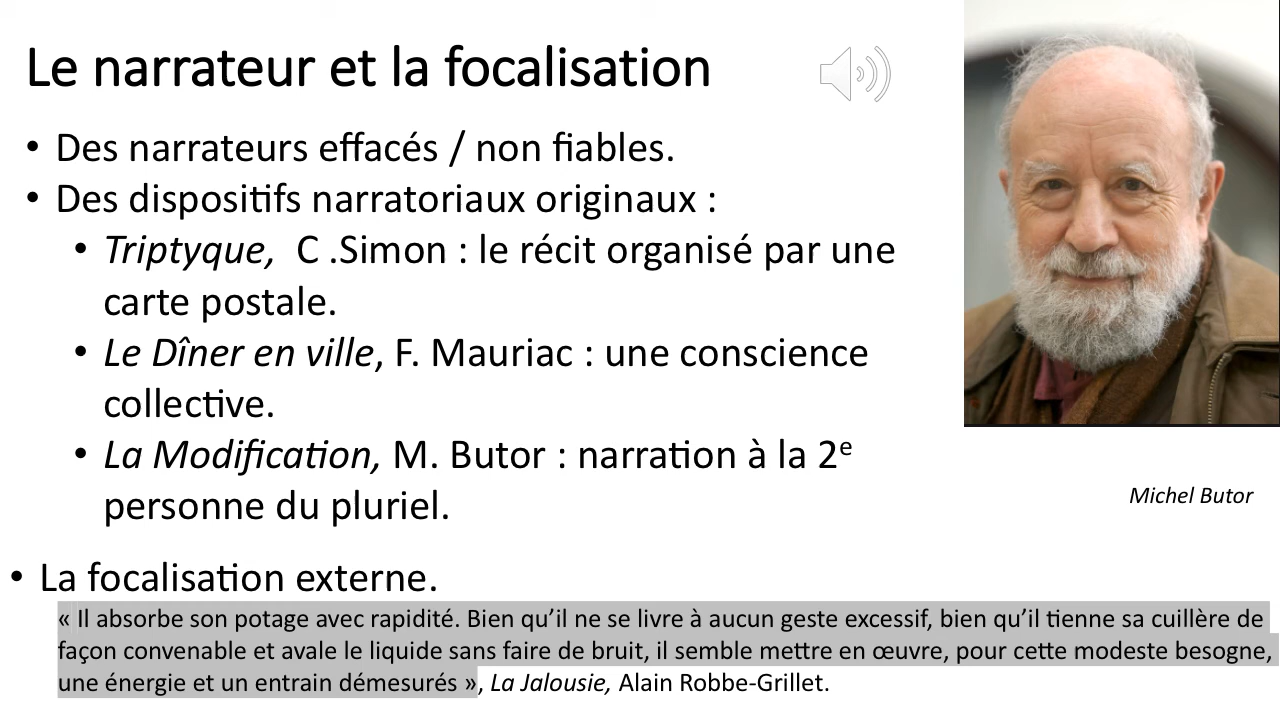 Le narrateur et la focalisation
• Des narrateurs effacés / non fiables.
• Des dispositifs narratoriaux originaux :
• Triptyque, C .Simon : le récit organisé par une
carte postale.
• Le Dîner en ville, F. Mauriac : une conscience
collective.
• La Modification, M. Butor : narration à la 2e
personne du pluriel.
Michel Butor
• La focalisation externe.
« Il absorbe son potage avec rapidité. Bien qu’il ne se livre à aucun geste excessif, bien qu’il tienne sa cuillère de
façon convenable et avale le liquide sans faire de bruit, il semble mettre en œuvre, pour cette modeste besogne,
une énergie et un entrain démesurés », La Jalousie, Alain Robbe-Grillet.